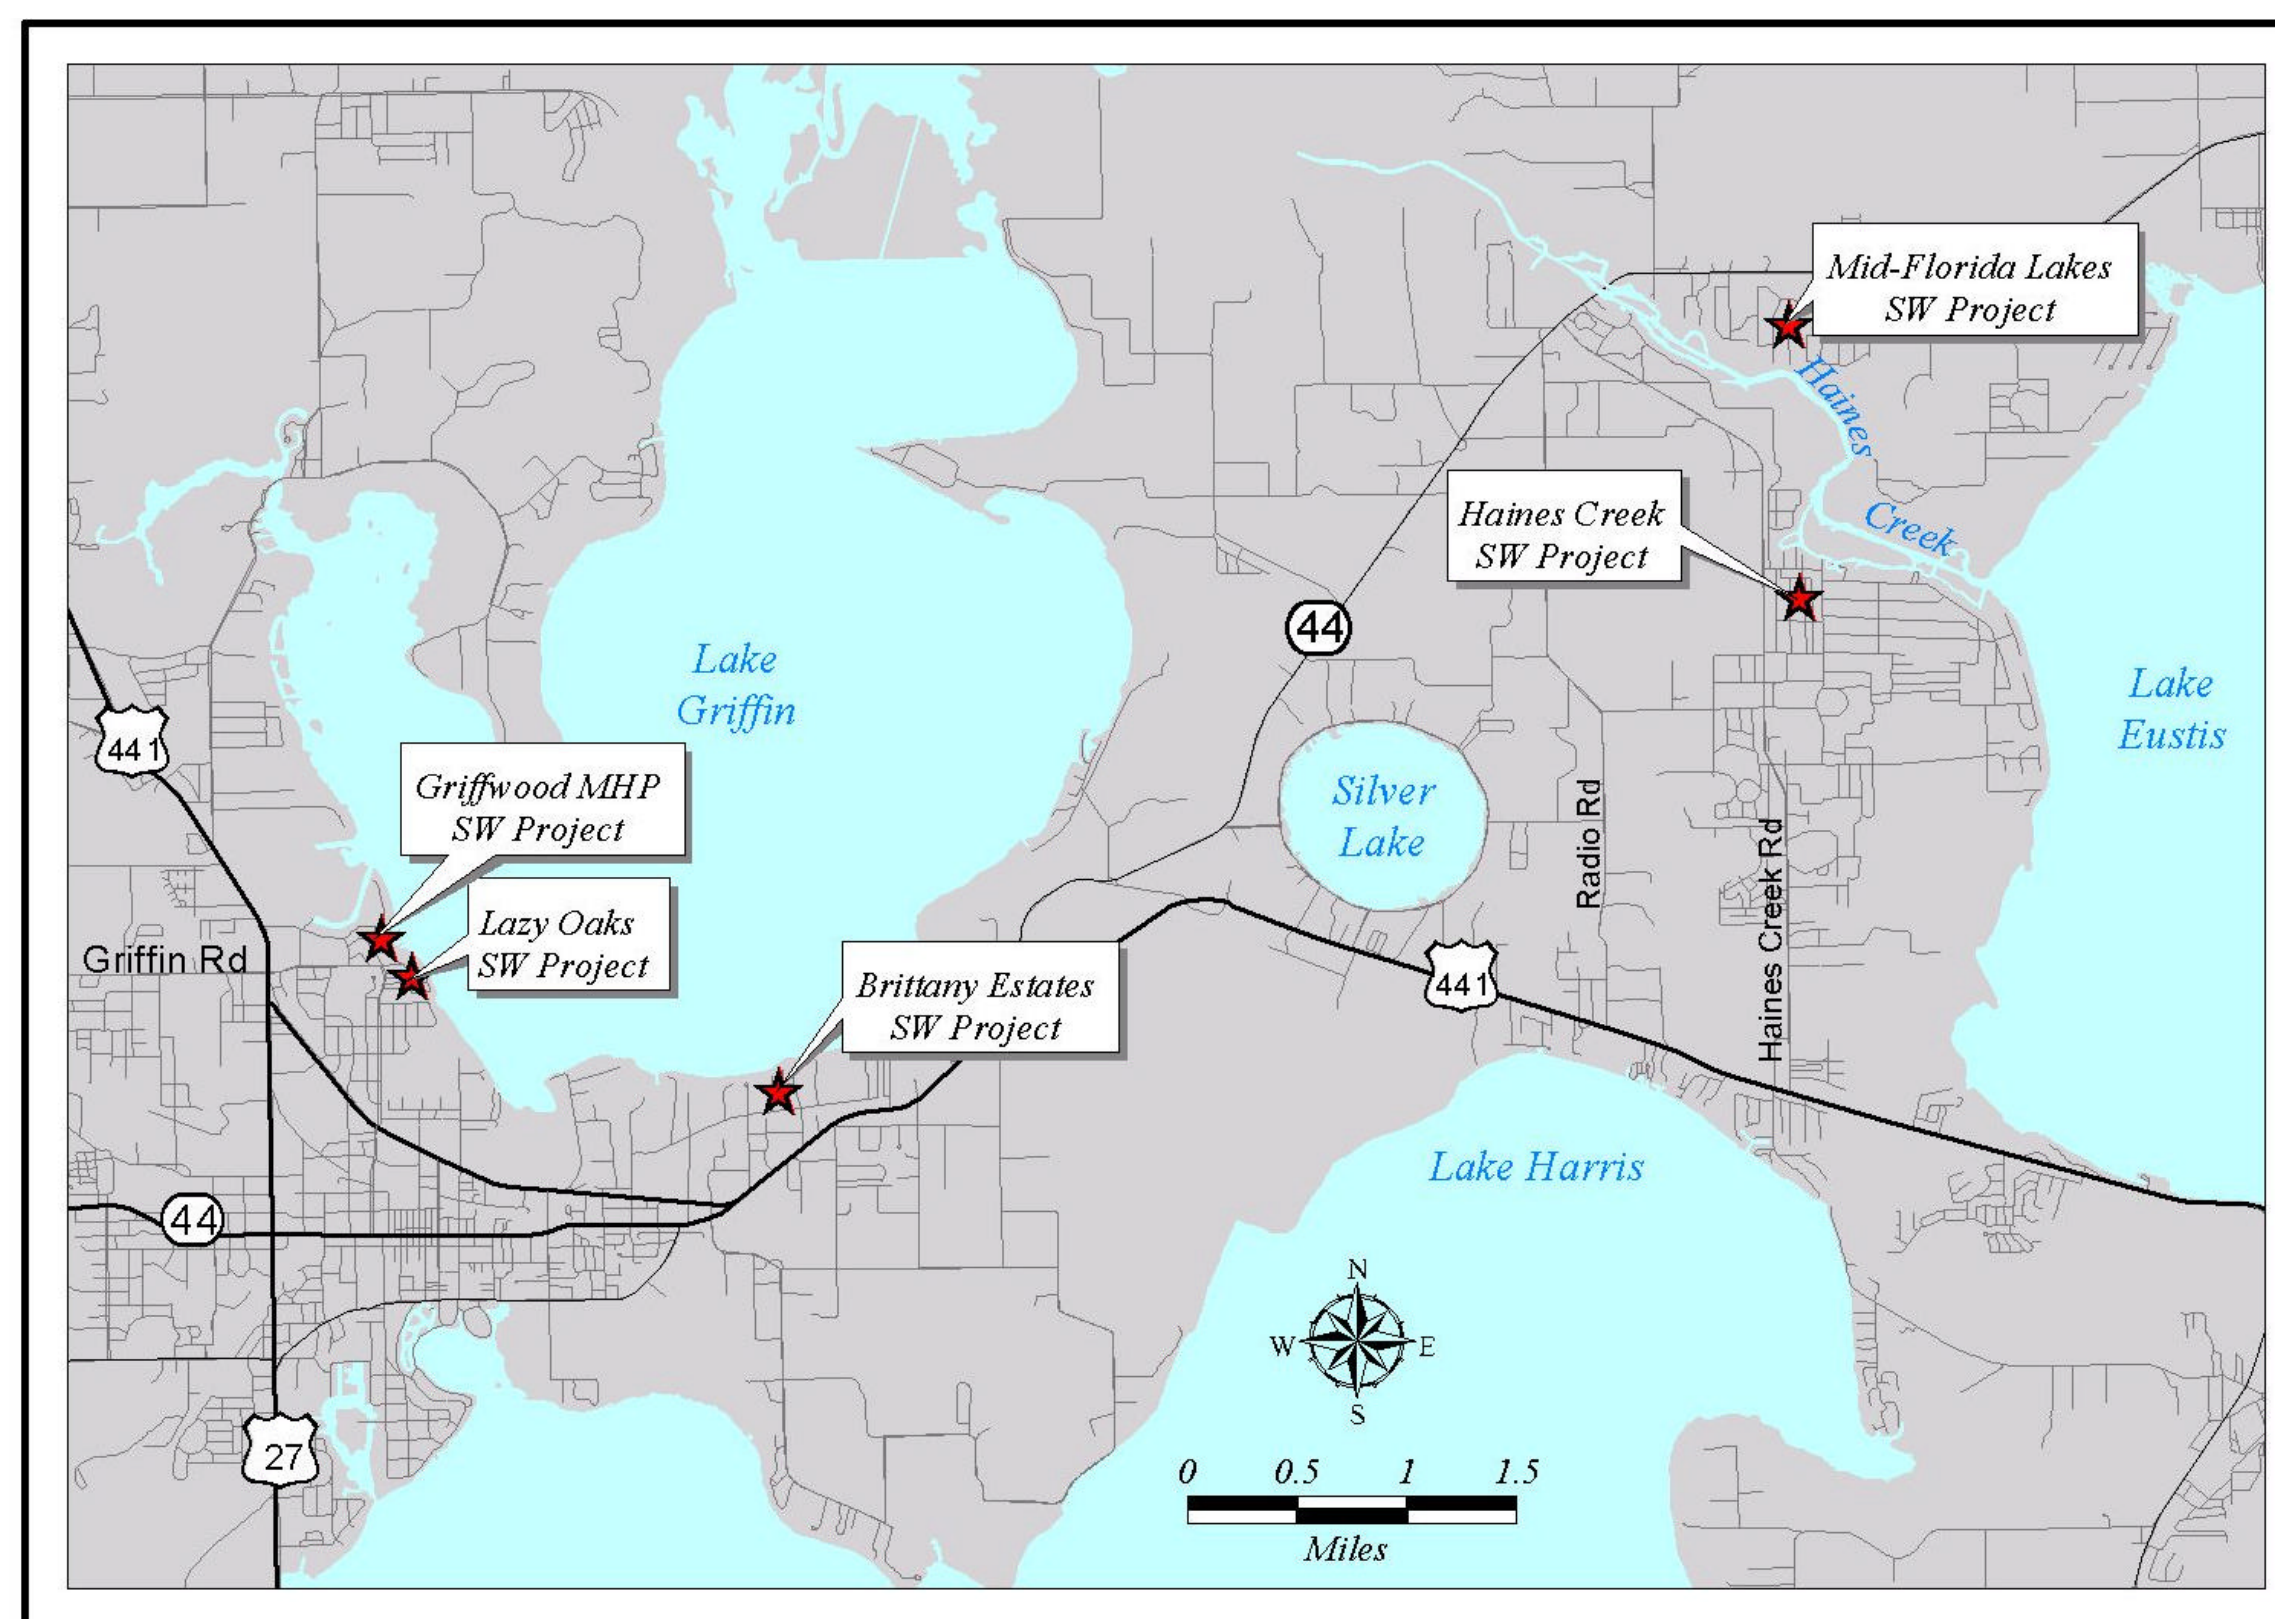 Mid-Florida Lakes
SW Project
Haines
Haines Creek
SW Project
Creek
44
Lake
Griffin
Lake
Eustis
441
Griffwood MHP
SW Project
Silver
Lake
Radio Rd
Haines Creek Rd
Lazy Oaks
SW Project
Griffin Rd
Brittany Estates
SW Project
441
Lake Harris
44
N
W
E
S
27
0 0.5 1 1.5
Miles